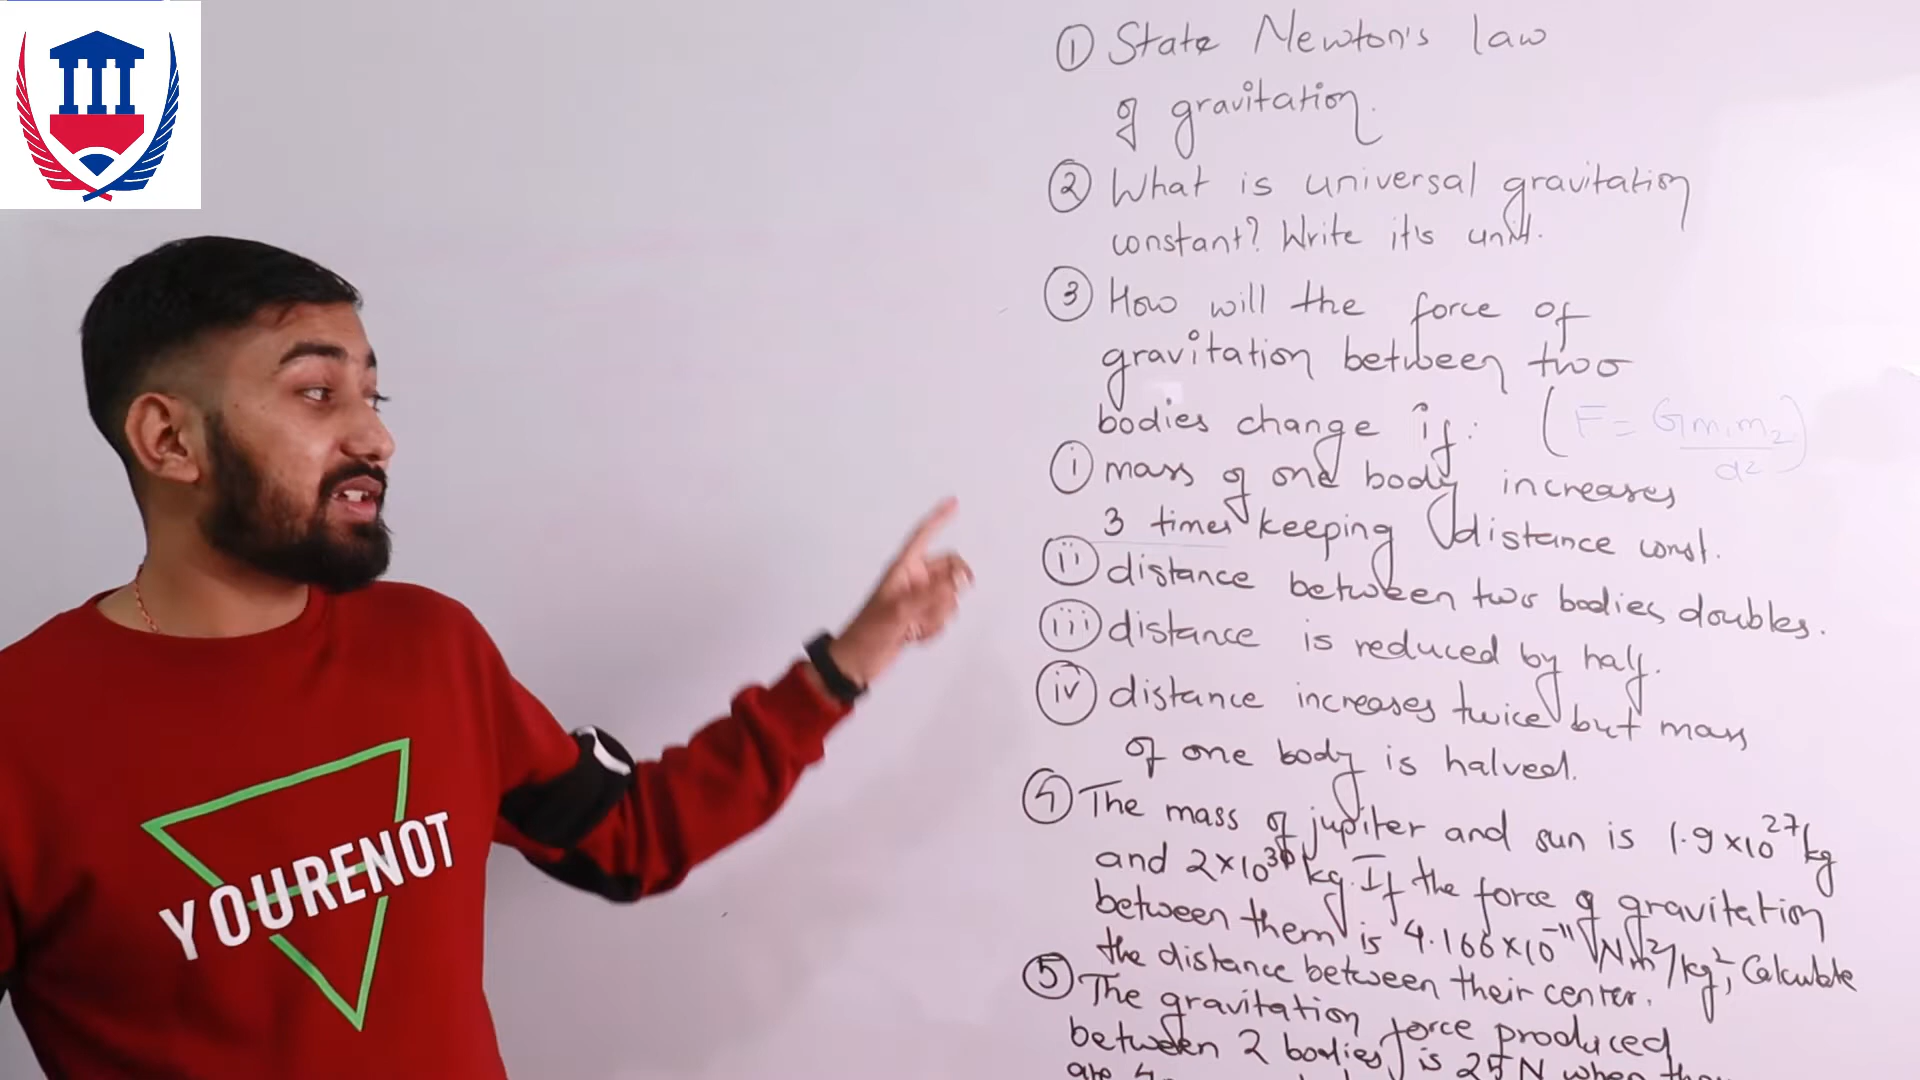 ① State Newton's law
of gravitation.
② What is universal gravitation
constant? Write it's unit.
③ How will the force of
gravitation between two
bodies change if:
(F = Gm₁m₂/d²)
ⓘ mass of one body increases
3 times keeping distance const.
ⓘⓘ distance between two bodies doubles.
ⓘⓘⓘ distance is reduced by half.
ⓘⓥ distance increases twice but mass
of one body is halved.
④ The mass of jupiter and sun is 1.9×10²⁷kg
and 2×10³⁰kg. If the force of gravitation
between them is 4.166×10⁻¹¹ Nm²/kg², Calculate
the distance between their center.
⑤ The gravitation force produced
between 2 bodies is 25 N when
are
YOURENOT